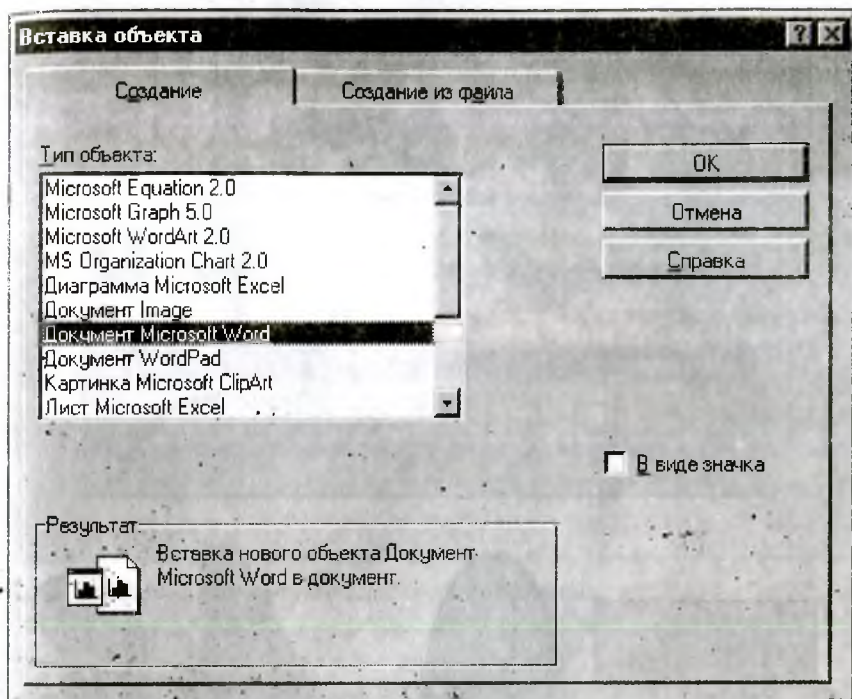 Вставка объекта
Создание
Создание из файла
Тип объекта:
Microsoft Equation 2.0
Microsoft Graph 5.0
Microsoft WordArt 2.0
MS Organization Chart 2.0
Диаграмма Microsoft Excel
Документ Image
Документ Microsoft Word
Документ WordPad
Картинка Microsoft ClipArt
Лист Microsoft Excel
OK
Отмена
Справка
В виде значка
Результат
Вставка нового объекта Документ
Microsoft Word в документ.